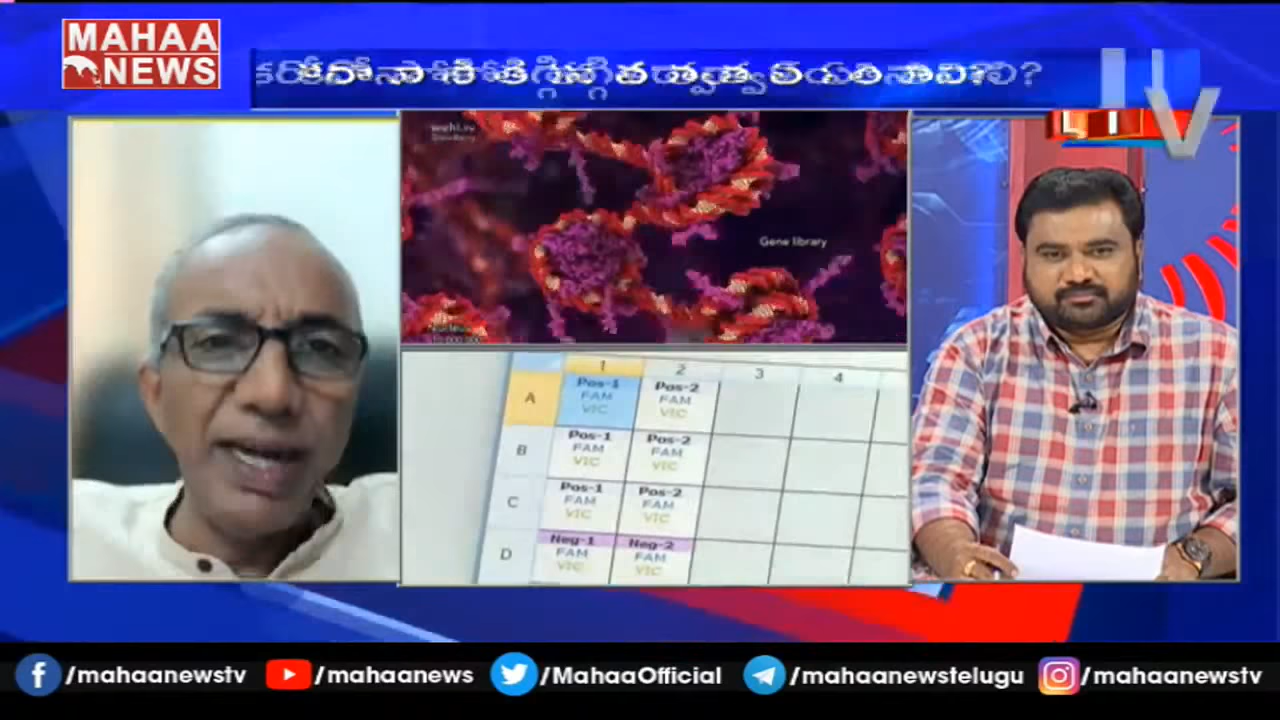 MAHAA
NEWS
Gene library
1 2 3 4
A Pos-1 Pos-2
FAM FAM
VIC VIC
B Pos-1 Pos-2
FAM FAM
VIC VIC
C Pos-1 Pos-2
FAM FAM
VIC VIC
D Neg-1 Neg-2
FAM FAM
VIC VIC
/mahaanewstv /mahaanews /MahaaOfficial /mahaanewstelugu /mahaanewstv